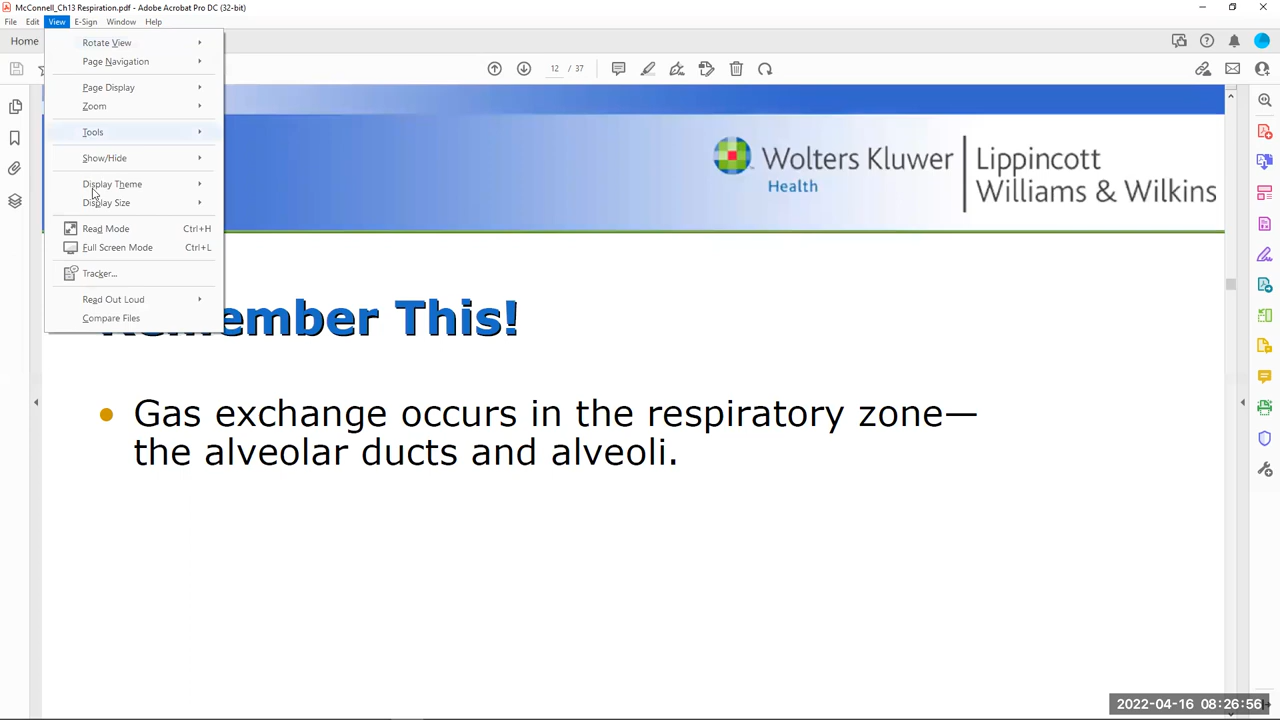 McConnell_Ch13 Respiration.pdf - Adobe Acrobat Pro DC (32-bit)
File Edit View E-Sign Window Help
Home
Rotate View
Page Navigation
Page Display
Zoom
Tools
Show/Hide
Display Theme
Display Size
Read Mode Ctrl+H
Full Screen Mode Ctrl+L
Tracker...
Read Out Loud
Compare Files
12 / 37
Wolters Kluwer
Health
Lippincott
Williams & Wilkins
This!
Gas exchange occurs in the respiratory zone—
the alveolar ducts and alveoli.
2022-04-16 08:26:56